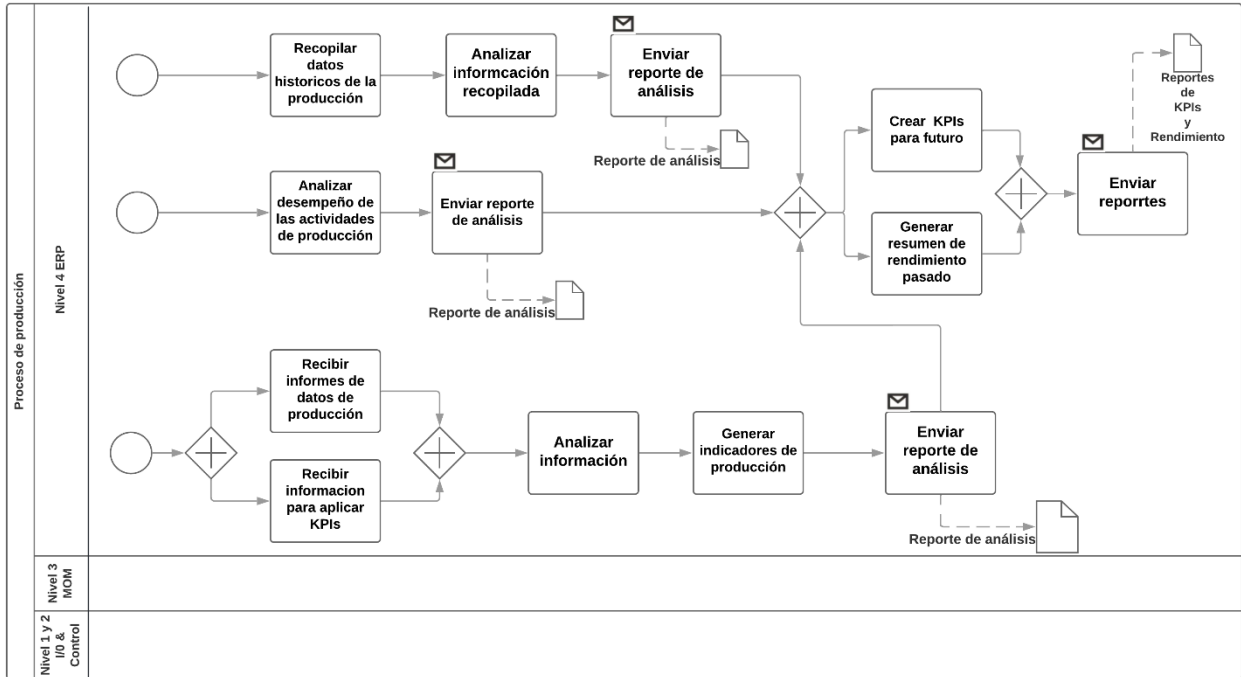 Proceso de producción
Nivel 4 ERP
Recopilar
datos
historicos de la
producción
Analizar
informcación
recopilada
Enviar
reporte de
análisis
Reporte de análisis
Reportes
de
KPIs
y
Rendimiento
Crear KPIs
para futuro
Enviar
reporrtes
Analizar
desempeño de
las actividades
de producción
Enviar reporte
de análisis
Reporte de análisis
Generar
resumen de
rendimiento
pasado
Recibir
informes de
datos de
producción
Recibir
informacion
para aplicar
KPIs
Analizar
información
Generar
indicadores de
producción
Enviar
reporte de
análisis
Reporte de análisis
Nivel 3
MOM
Nivel 1 y 2
I/0 &
Control